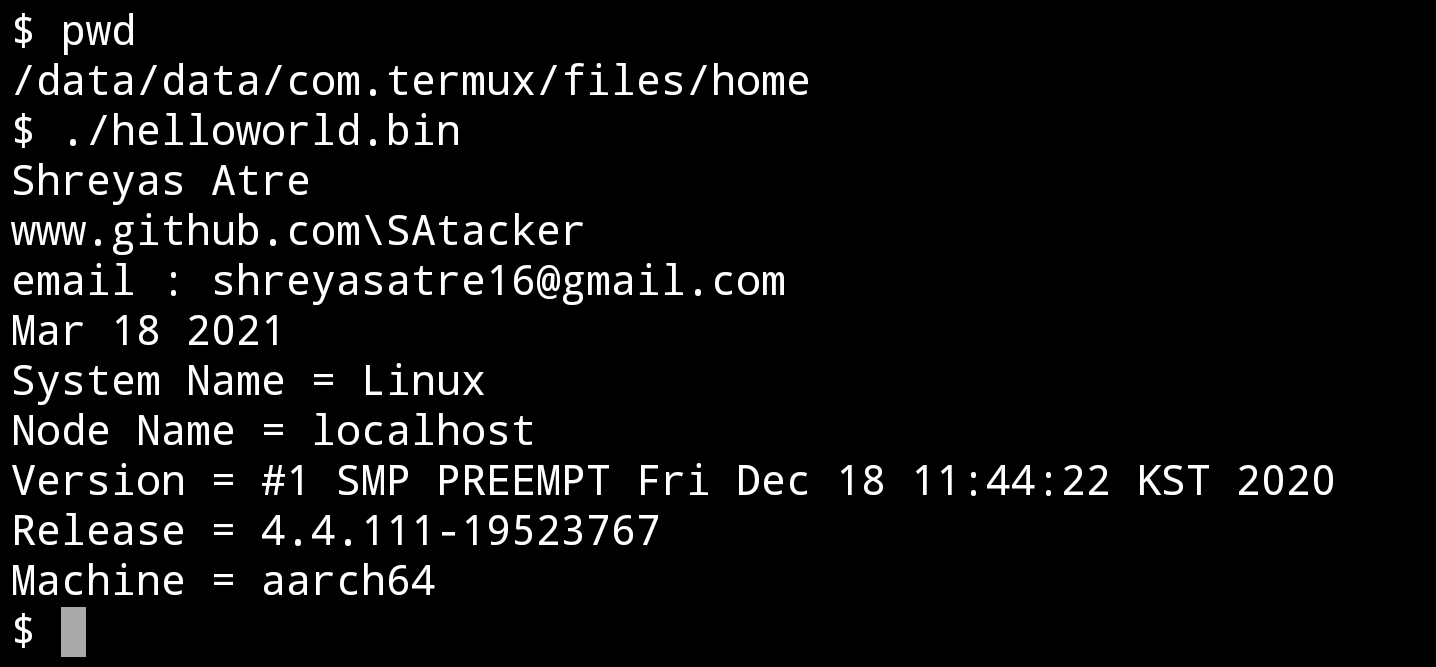 $ pwd
/data/data/com.termux/files/home
$ ./helloworld.bin
Shreyas Atre
www.github.com\SAtacker
email : shreyasatre16@gmail.com
Mar 18 2021
System Name = Linux
Node Name = localhost
Version = #1 SMP PREEMPT Fri Dec 18 11:44:22 KST 2020
Release = 4.4.111-19523767
Machine = aarch64
$